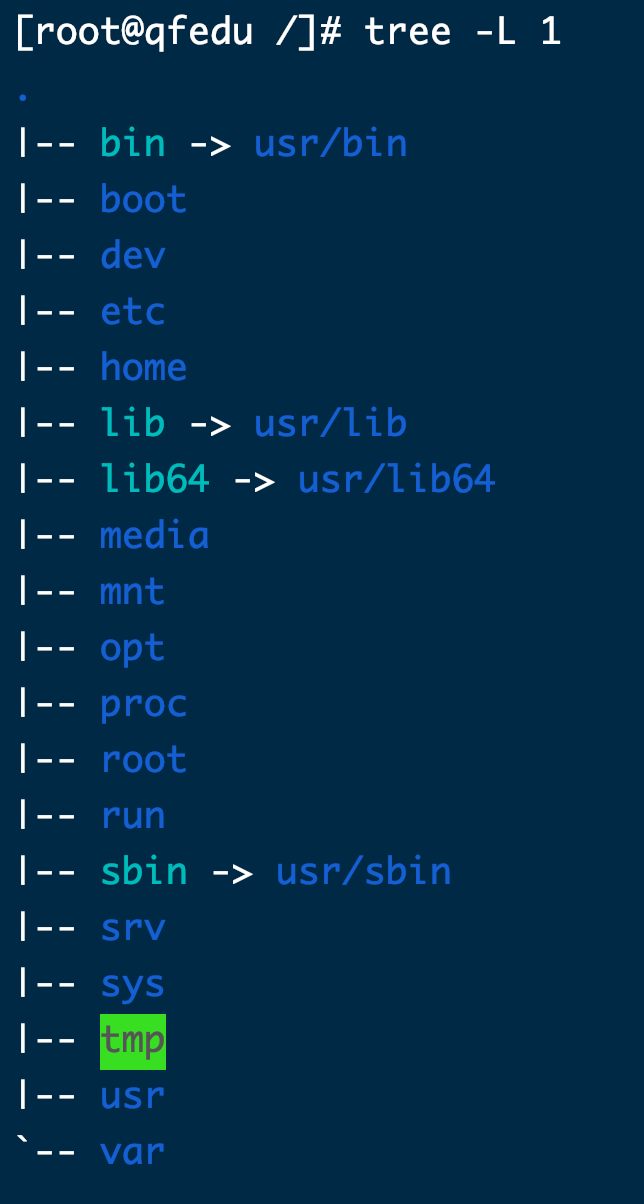 [root@qfedu /]# tree -L 1
.
|-- bin -> usr/bin
|-- boot
|-- dev
|-- etc
|-- home
|-- lib -> usr/lib
|-- lib64 -> usr/lib64
|-- media
|-- mnt
|-- opt
|-- proc
|-- root
|-- run
|-- sbin -> usr/sbin
|-- srv
|-- sys
|-- tmp
|-- usr
`-- var